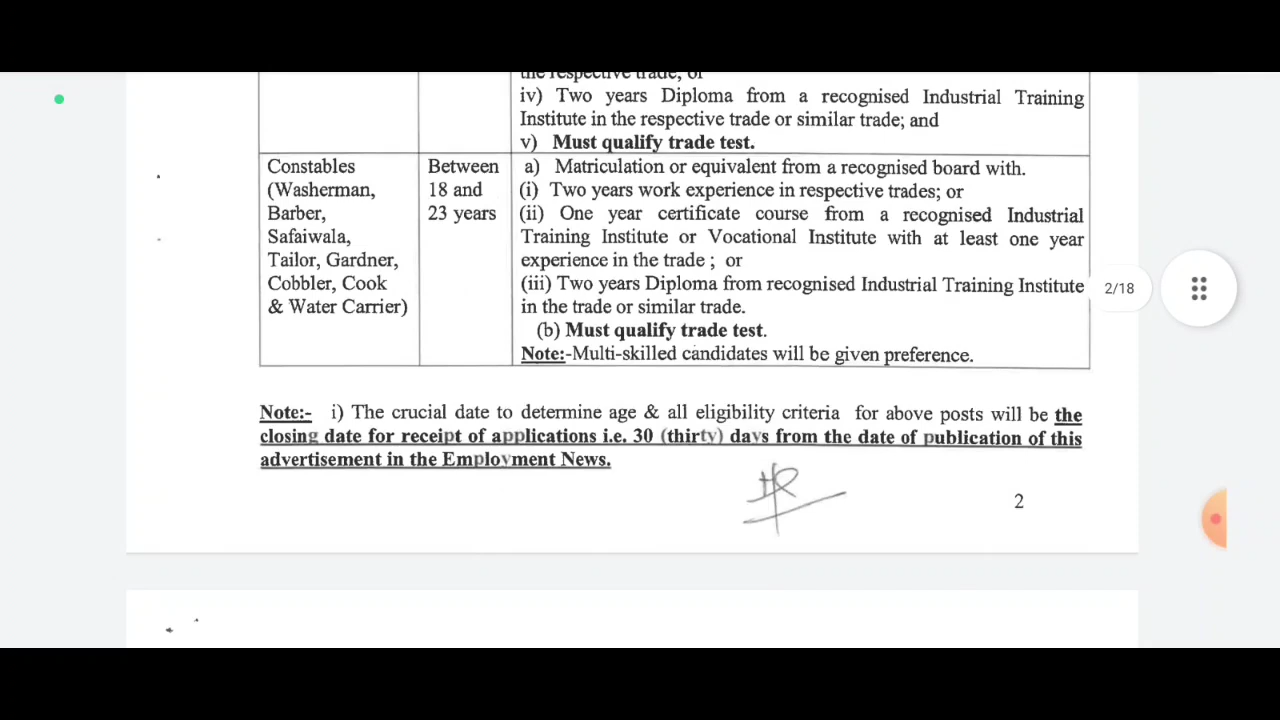 the respective trade; or
iv) Two years Diploma from a recognised Industrial Training
Institute in the respective trade or similar trade; and
v) Must qualify trade test.
Constables
(Washerman,
Barber,
Safaiwala,
Tailor, Gardner,
Cobbler, Cook
& Water Carrier)
Between
18 and
23 years
a) Matriculation or equivalent from a recognised board with.
(i) Two years work experience in respective trades; or
(ii) One year certificate course from a recognised Industrial
Training Institute or Vocational Institute with at least one year
experience in the trade ; or
(iii) Two years Diploma from recognised Industrial Training Institute
in the trade or similar trade.
(b) Must qualify trade test.
Note:-Multi-skilled candidates will be given preference.
2/18
Note:- i) The crucial date to determine age & all eligibility criteria for above posts will be the
closing date for receipt of applications i.e. 30 (thirty) days from the date of publication of this
advertisement in the Employment News.
2